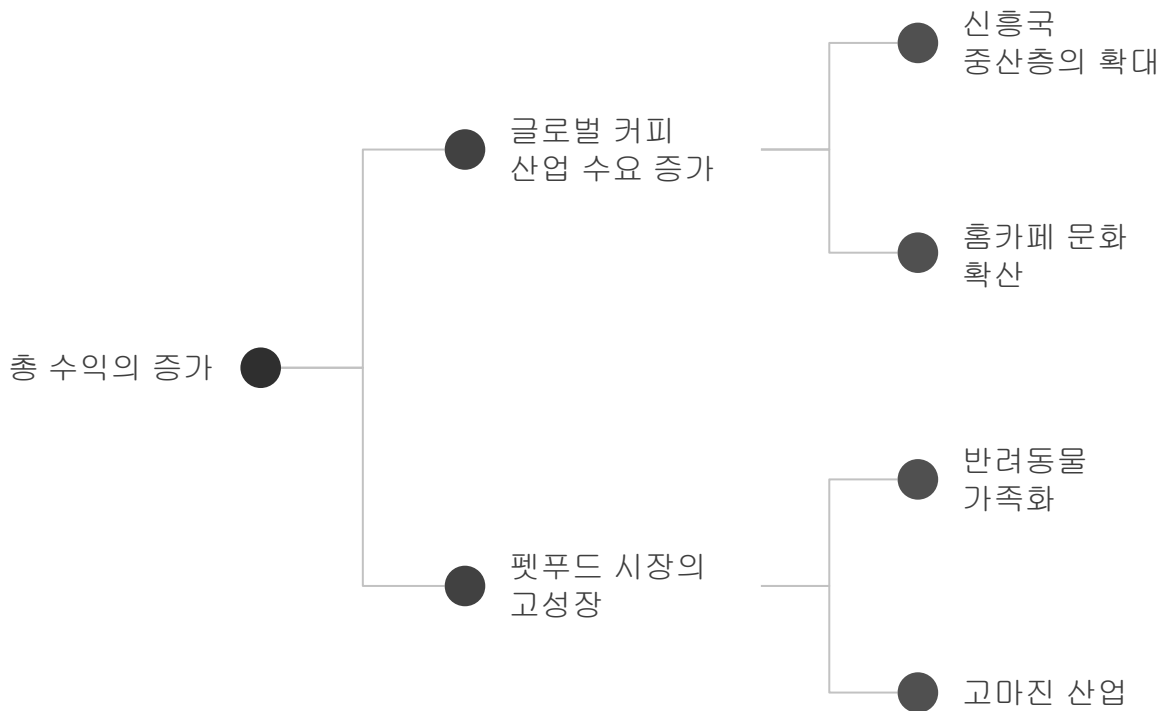 총 수익의 증가
글로벌 커피
산업 수요 증가
신흥국
중산층의 확대
홈카페 문화
확산
펫푸드 시장의
고성장
반려동물
가족화
고마진 산업